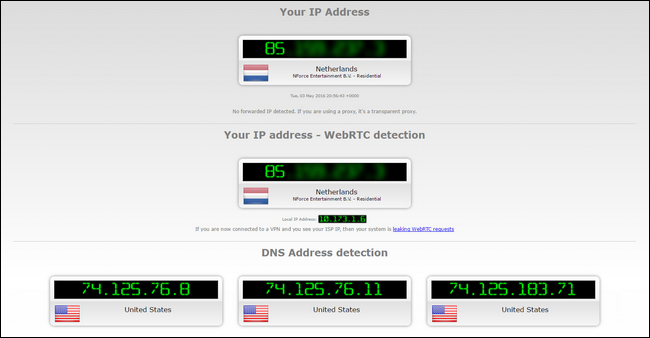 Your IP Address
85
Netherlands
NForce Entertainment B.V. - Residential
Tue, 10 May 2016 20:56:43 +0000
No forwarded IP detected. If you are using a proxy, it's a transparent proxy.
Your IP address - WebRTC detection
85
Netherlands
NForce Entertainment B.V. - Residential
Local IP Address: 10.173.1.6
If you are now connected to a VPN and you see your ISP IP, then your system is leaking WebRTC requests
DNS Address detection
74.125.76.8 74.125.76.11 74.125.183.71
United States United States United States